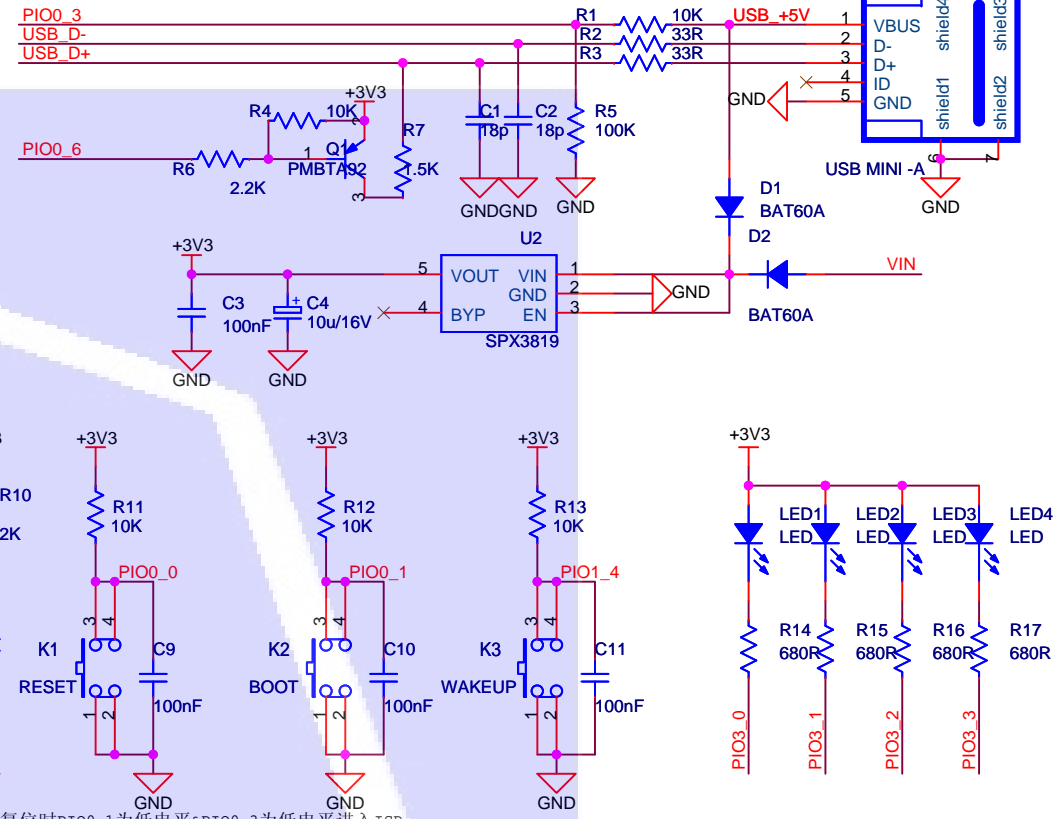 PIO0_3
R1
10K
USB_+5V
1
VBUS
shield4
shield3
USB_D-
R2
33R
2
D-
USB_D+
R3
33R
3
D+
4
ID
GND
5
GND
shield1
shield2
+3V3
R4
10K
2
R7
C1
18p
C2
18p
R5
100K
Q1
PIO0_6
1
PMBTA92
1.5K
R6
2.2K
3
USB MINI -A
6
7
GND
GND
GND
GND
D1
BAT60A
D2
U2
+3V3
5
VOUT
VIN
1
VIN
GND
2
GND
4
BYP
EN
3
BAT60A
SPX3819
C3
100nF
C4
+
10u/16V
GND
GND
+3V3
+3V3
+3V3
+3V3
R10
2K
R11
10K
R12
10K
R13
10K
LED1
LED
LED2
LED
LED3
LED
LED4
LED
PIO0_0
PIO0_1
PIO1_4
3
4
3
4
3
4
K1
RESET
C9
100nF
K2
BOOT
C10
100nF
K3
WAKEUP
C11
100nF
R14
680R
R15
680R
R16
680R
R17
680R
1
2
1
2
1
2
PIO3_0
PIO3_1
PIO3_2
PIO3_3
GND
GND
GND